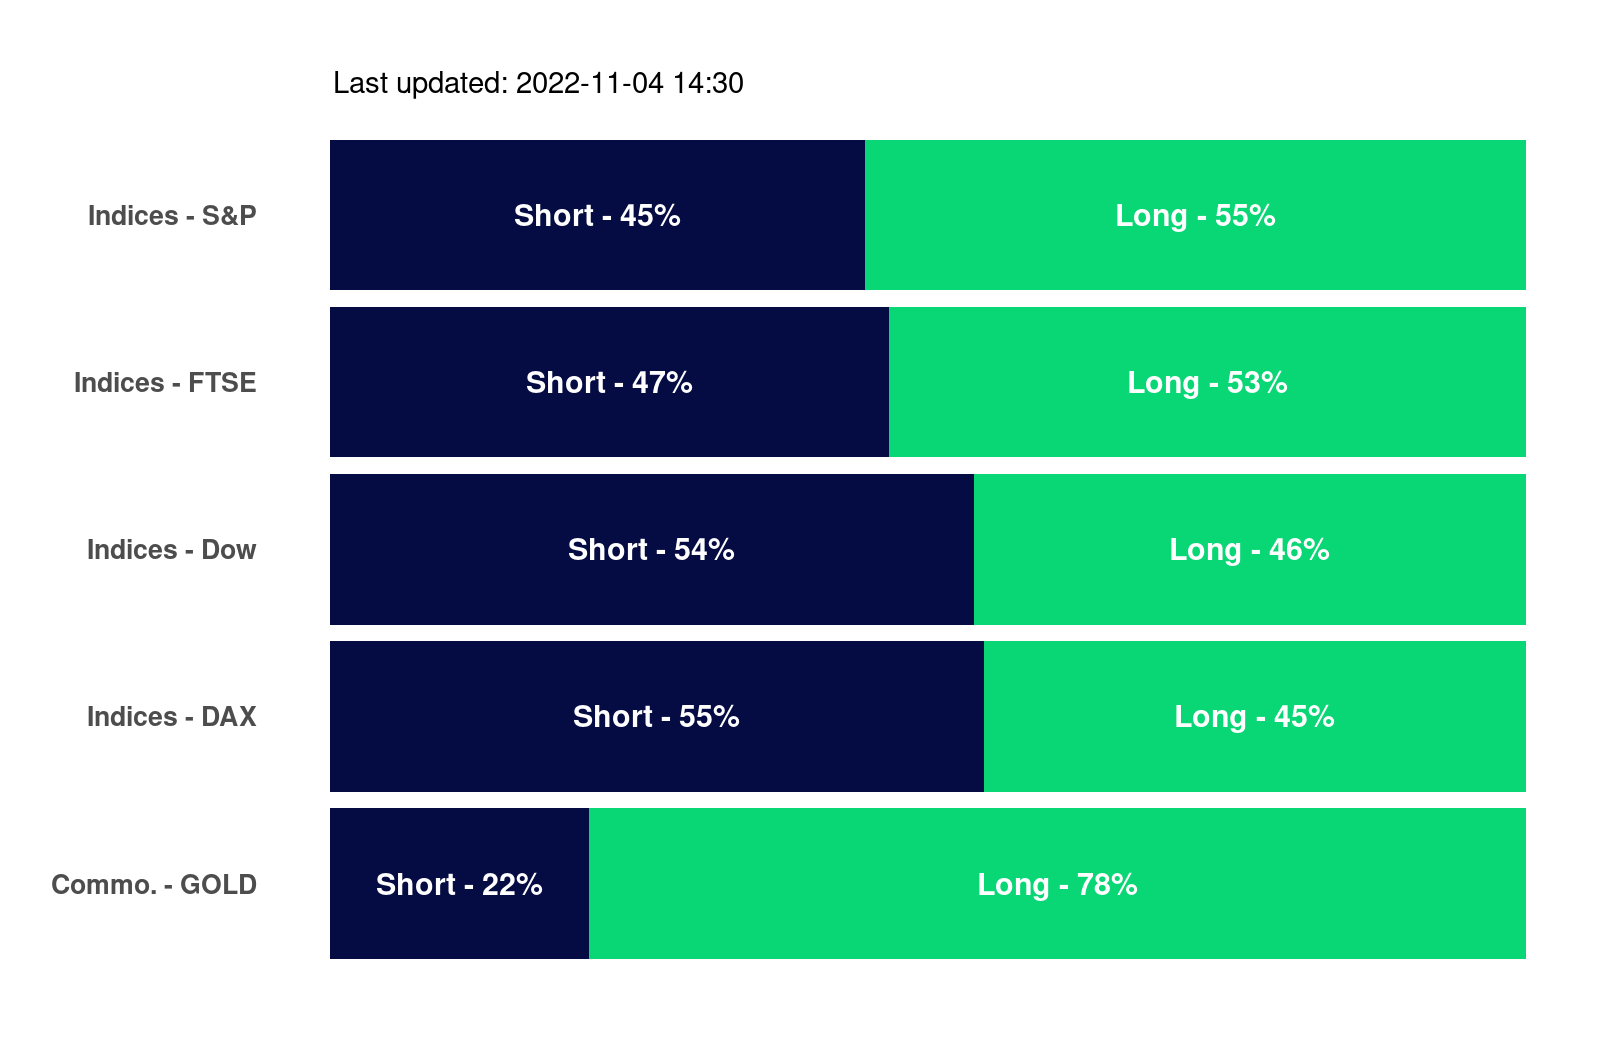 Last updated: 2022-11-04 14:30
Indices - S&P Short - 45% Long - 55%
Indices - FTSE Short - 47% Long - 53%
Indices - Dow Short - 54% Long - 46%
Indices - DAX Short - 55% Long - 45%
Commo. - GOLD Short - 22% Long - 78%